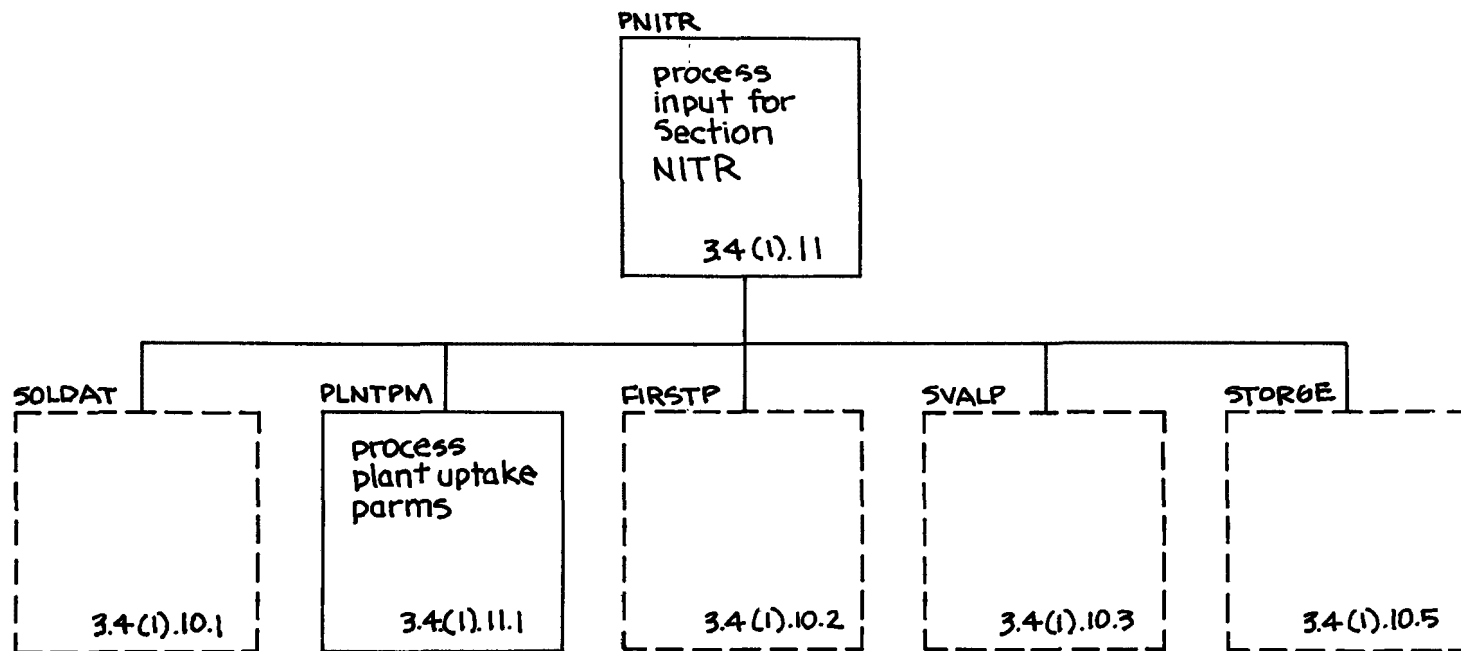 PNITR
process
input for
Section
NITR
3.4(1).11
SOLDAT
PLNTPM
FIRSTP
SVALP
STORGE
process
plant uptake
parms
3.4(1).10.1
3.4.(1).11.1
3.4(1).10.2
3.4(1).10.3
3.4(1).10.5